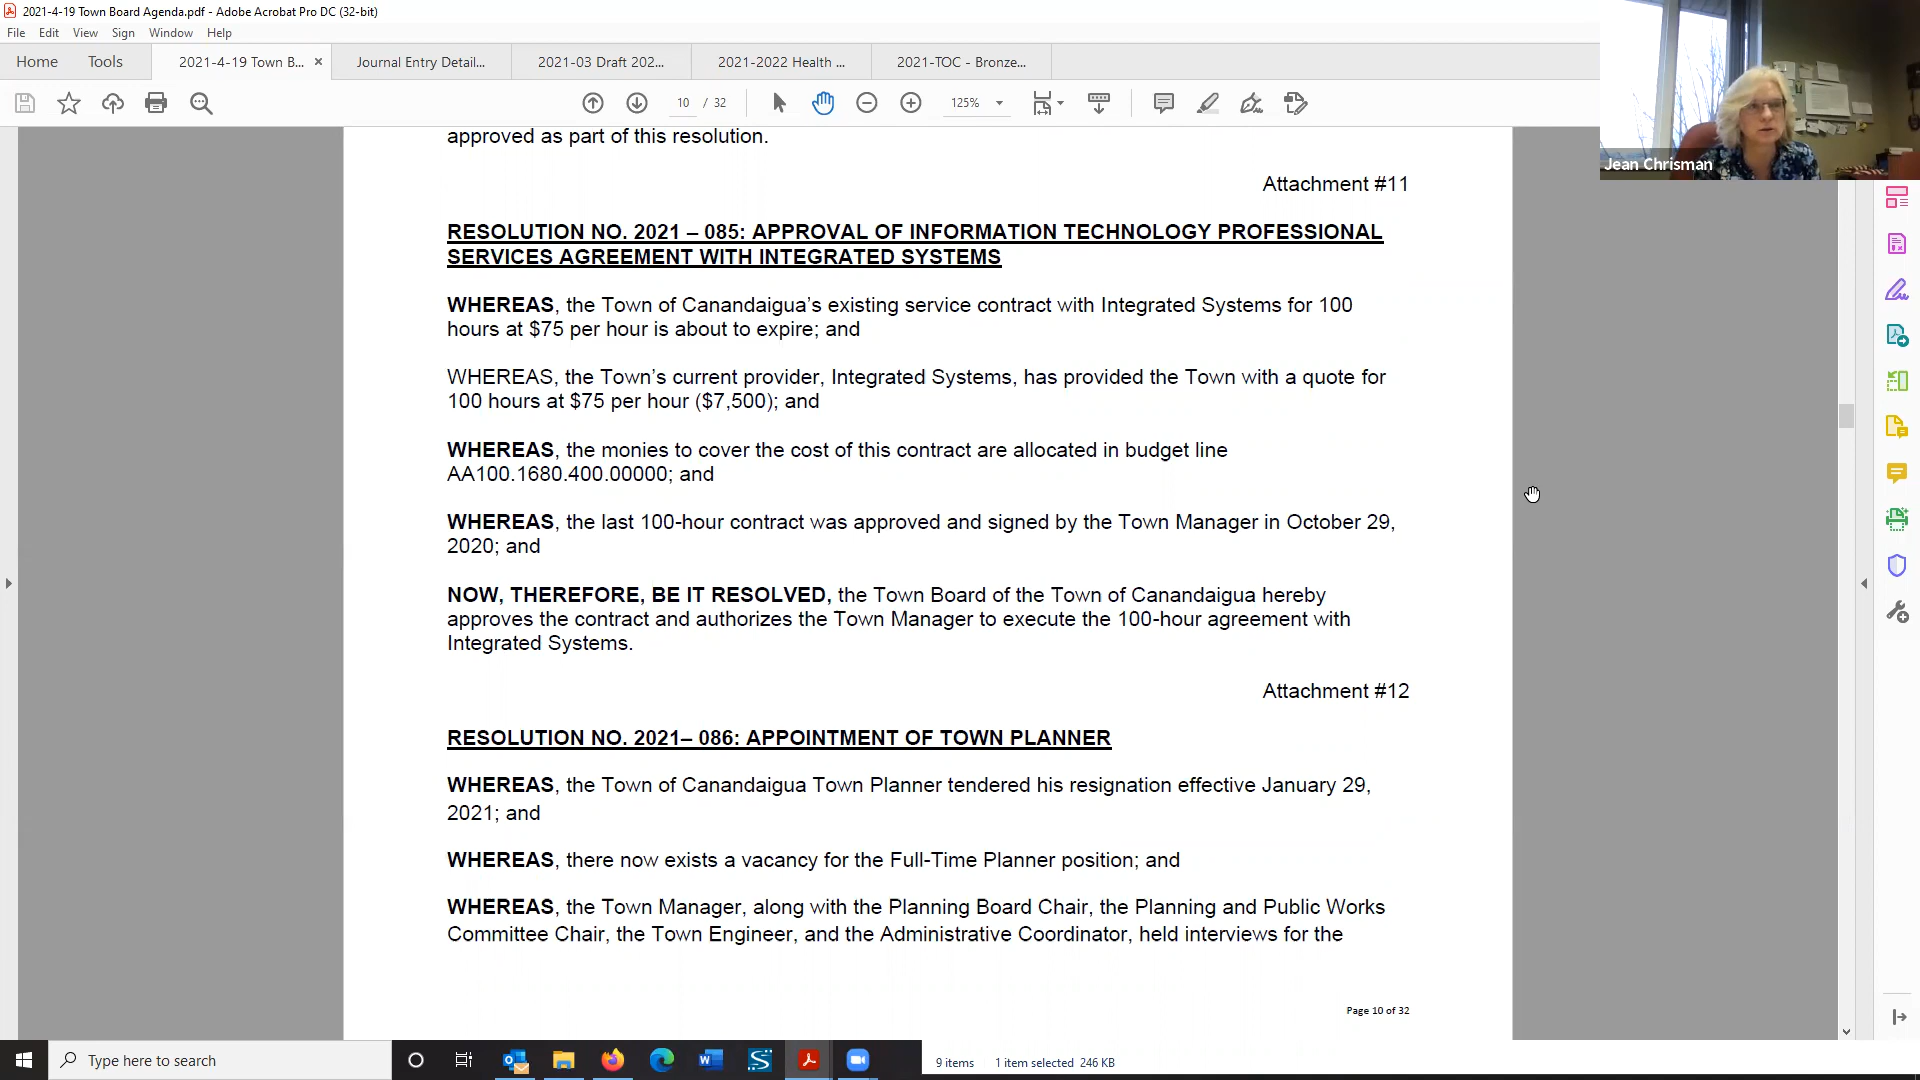 2021-4-19 Town Board Agenda.pdf - Adobe Acrobat Pro DC (32-bit)
File Edit View Sign Window Help
Home Tools 2021-4-19 Town B... × Journal Entry Detail... 2021-03 Draft 202... 2021-2022 Health ... 2021-TOC - Bronze...
10 / 32 125%
Jean Chrisman
approved as part of this resolution.
Attachment #11
RESOLUTION NO. 2021 – 085: APPROVAL OF INFORMATION TECHNOLOGY PROFESSIONAL
SERVICES AGREEMENT WITH INTEGRATED SYSTEMS
WHEREAS, the Town of Canandaigua’s existing service contract with Integrated Systems for 100
hours at $75 per hour is about to expire; and
WHEREAS, the Town’s current provider, Integrated Systems, has provided the Town with a quote for
100 hours at $75 per hour ($7,500); and
WHEREAS, the monies to cover the cost of this contract are allocated in budget line
AA100.1680.400.00000; and
WHEREAS, the last 100-hour contract was approved and signed by the Town Manager in October 29,
2020; and
NOW, THEREFORE, BE IT RESOLVED, the Town Board of the Town of Canandaigua hereby
approves the contract and authorizes the Town Manager to execute the 100-hour agreement with
Integrated Systems.
Attachment #12
RESOLUTION NO. 2021– 086: APPOINTMENT OF TOWN PLANNER
WHEREAS, the Town of Canandaigua Town Planner tendered his resignation effective January 29,
2021; and
WHEREAS, there now exists a vacancy for the Full-Time Planner position; and
WHEREAS, the Town Manager, along with the Planning Board Chair, the Planning and Public Works
Committee Chair, the Town Engineer, and the Administrative Coordinator, held interviews for the
Page 10 of 32
Type here to search
9 items 1 item selected 246 KB